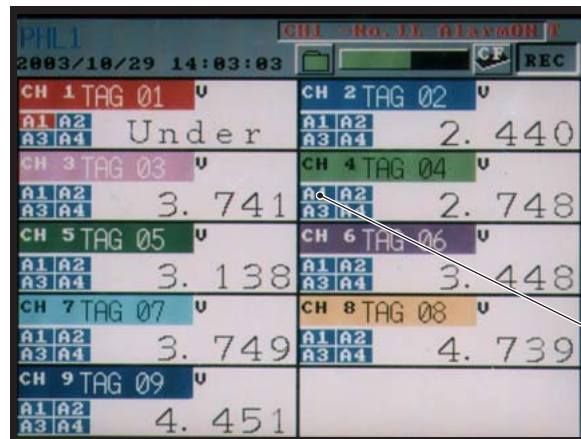 PHL1
CH1 -No.1L AlarmON T
2003/10/29 14:03:03
CF
REC
CH 1 TAG 01 V
A1 A2
A3 A4
Under
CH 2 TAG 02 V
A1 A2
A3 A4
2.440
CH 3 TAG 03 V
A1 A2
A3 A4
3.741
CH 4 TAG 04 V
A1 A2
A3 A4
2.748
CH 5 TAG 05 V
A1 A2
A3 A4
3.138
CH 6 TAG 06 V
A1 A2
A3 A4
3.448
CH 7 TAG 07 V
A1 A2
A3 A4
3.749
CH 8 TAG 08 V
A1 A2
A3 A4
4.739
CH 9 TAG 09 V
A1 A2
A3 A4
4.451